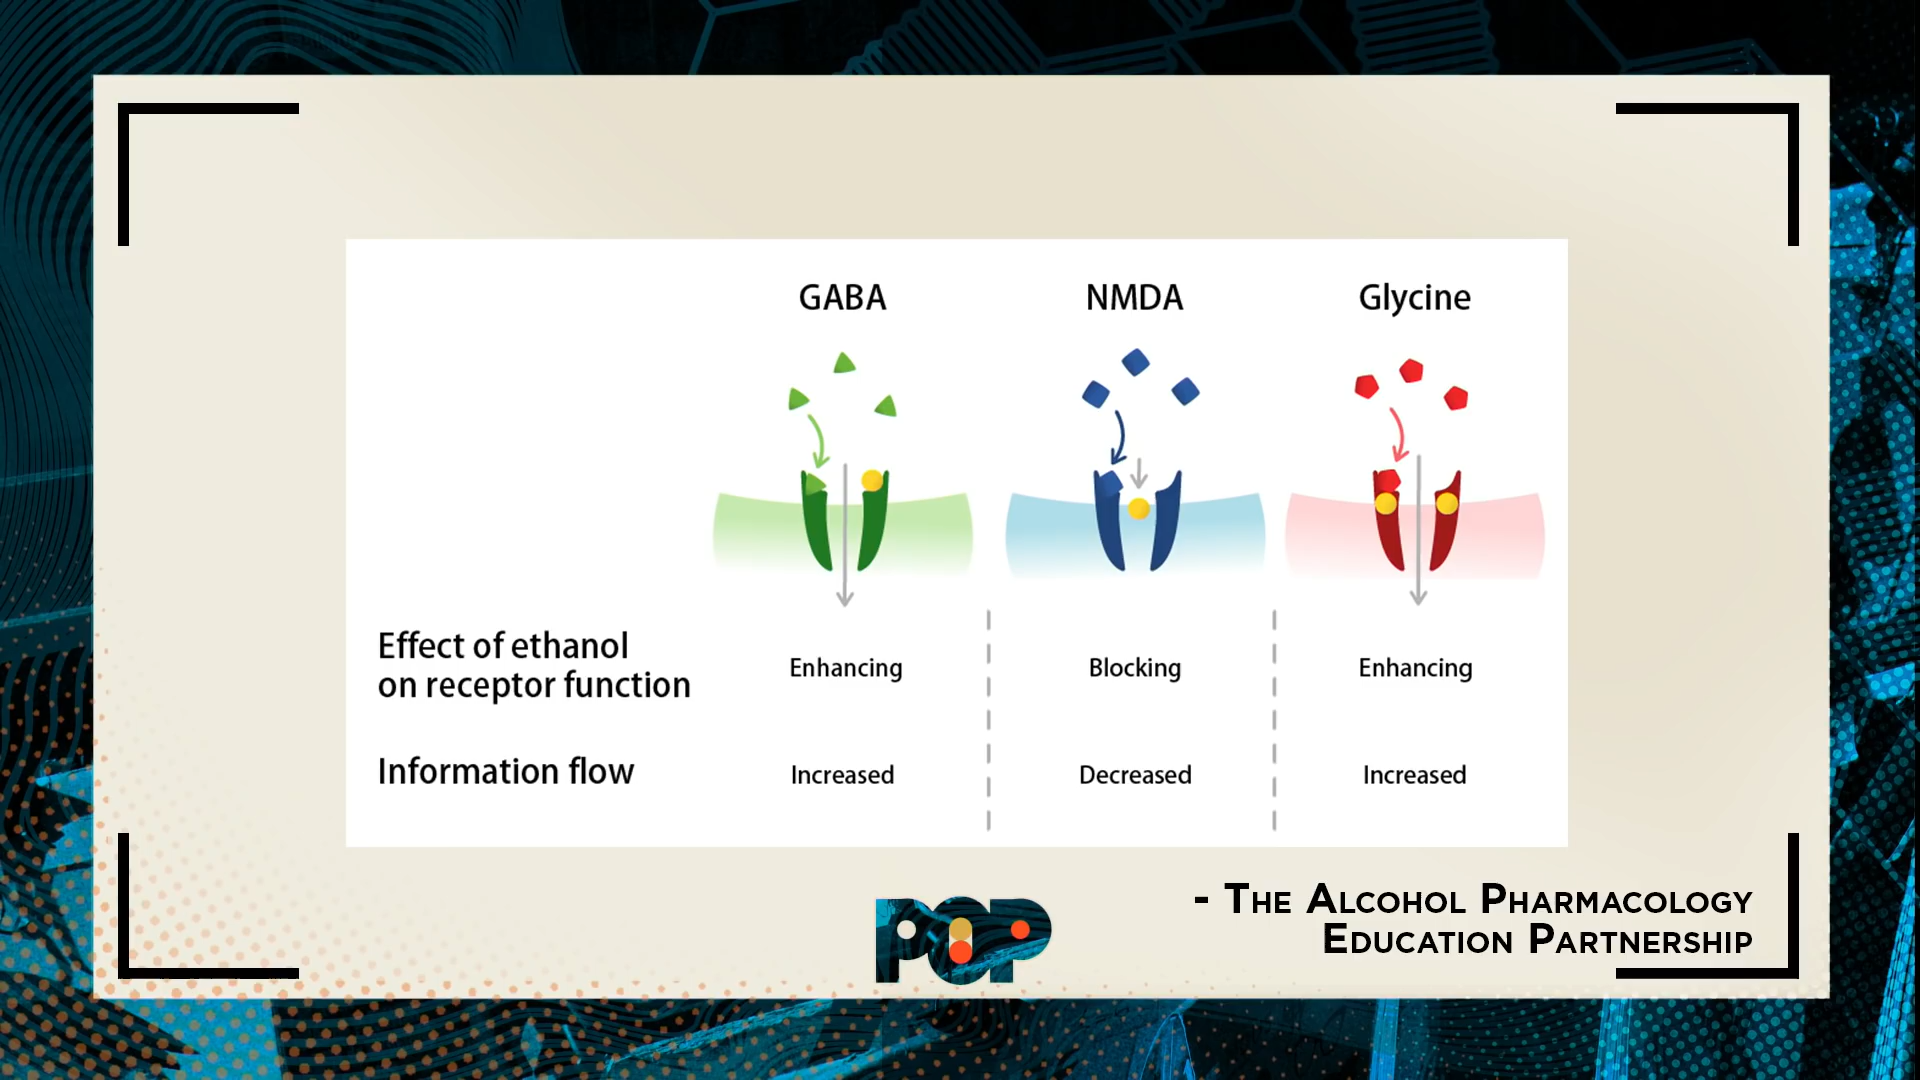 GABA NMDA Glycine
Effect of ethanol
on receptor function
Enhancing Blocking Enhancing
Information flow Increased Decreased Increased
POP
- The Alcohol Pharmacology
Education Partnership